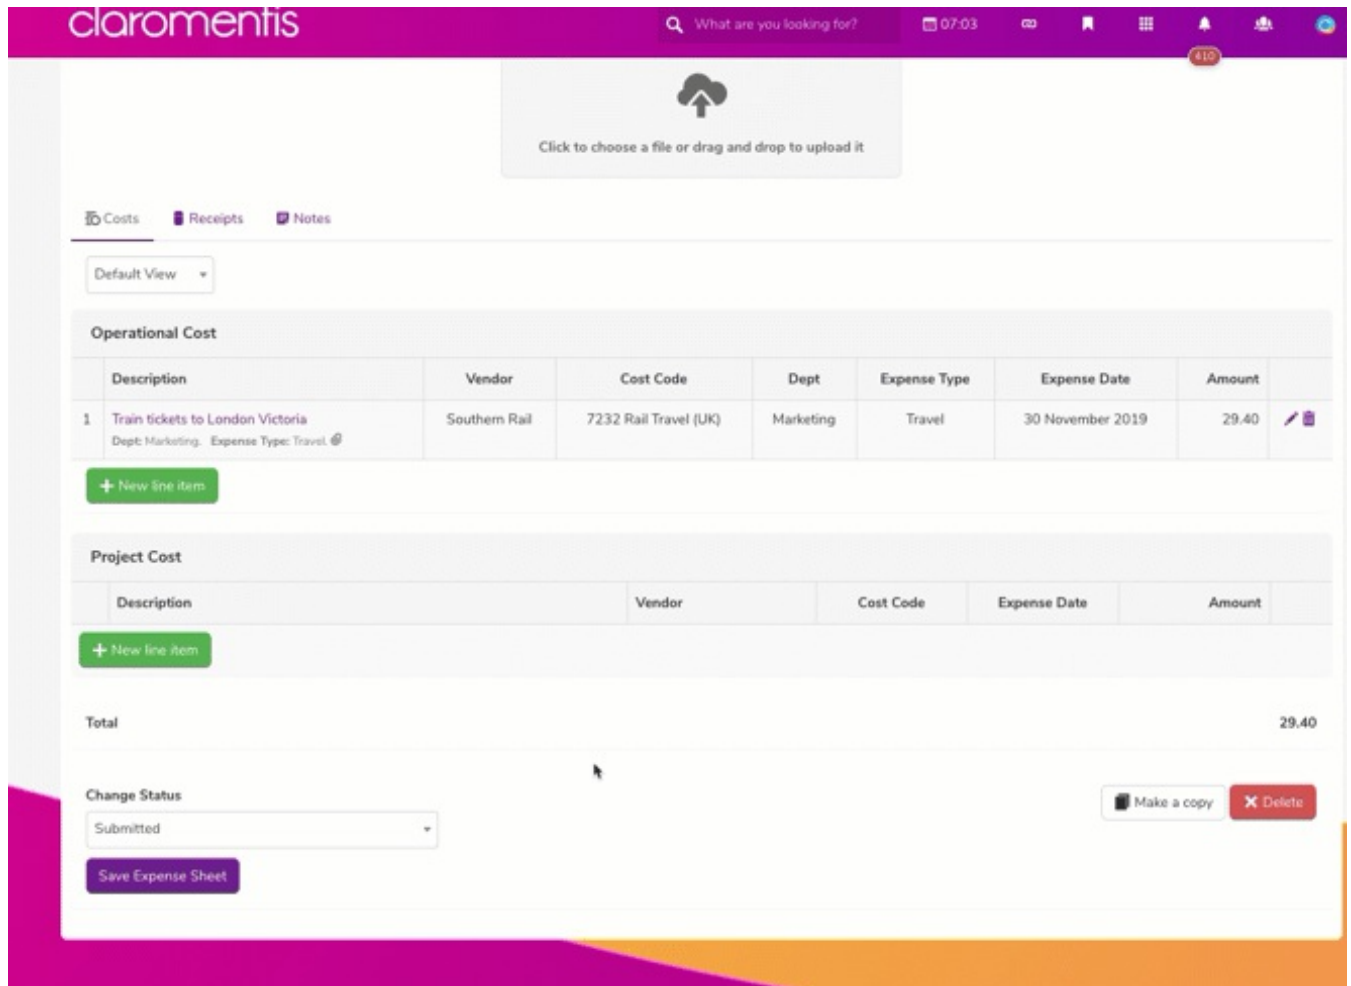 claromentis
What are you looking for?
07:03
410
Click to choose a file or drag and drop to upload it
Costs
Receipts
Notes
Default View
Operational Cost
Description Vendor Cost Code Dept Expense Type Expense Date Amount
1 Train tickets to London Victoria Southern Rail 7232 Rail Travel (UK) Marketing Travel 30 November 2019 29.40
Dept: Marketing. Expense Type: Travel.
+ New line item
Project Cost
Description Vendor Cost Code Expense Date Amount
+ New line item
Total 29.40
Change Status
Submitted
Make a copy
Delete
Save Expense Sheet